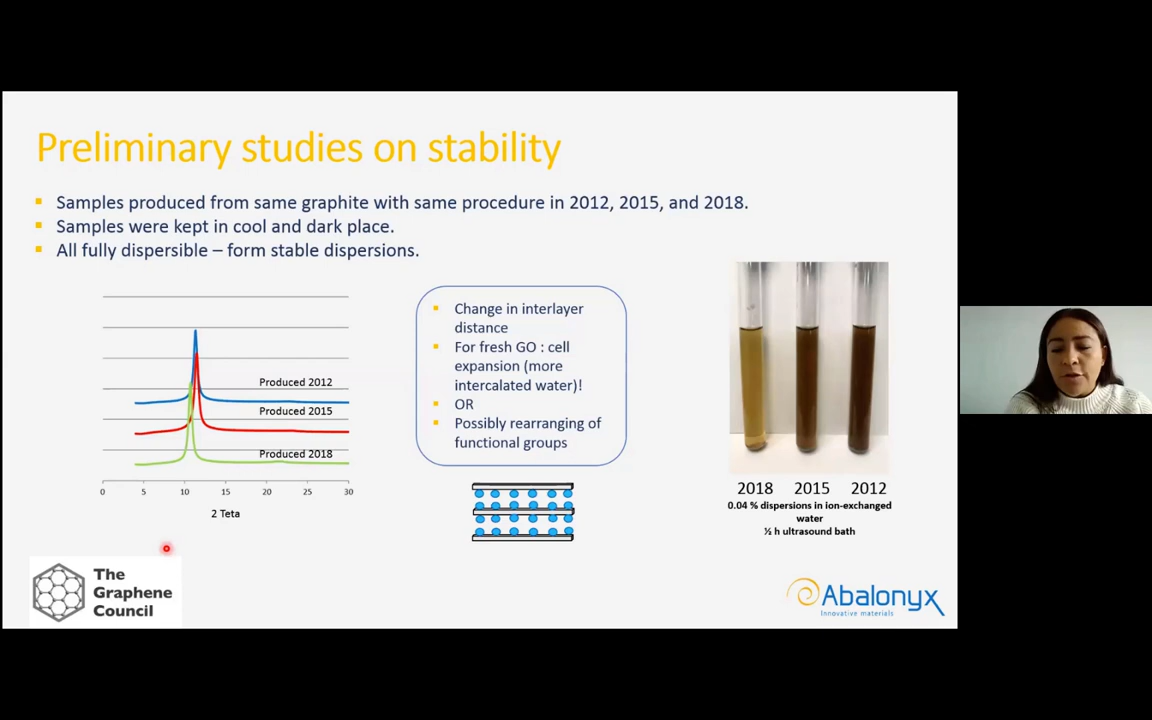 Preliminary studies on stability
Samples produced from same graphite with same procedure in 2012, 2015, and 2018.
Samples were kept in cool and dark place.
All fully dispersible – form stable dispersions.
Produced 2012
Produced 2015
Produced 2018
0 5 10 15 20 25 30
2 Teta
Change in interlayer
distance
For fresh GO : cell
expansion (more
intercalated water)!
OR
Possibly rearranging of
functional groups
2018 2015 2012
0.04 % dispersions in ion-exchanged
water
½ h ultrasound bath
The
Graphene
Council
Abalonyx
Innovative materials